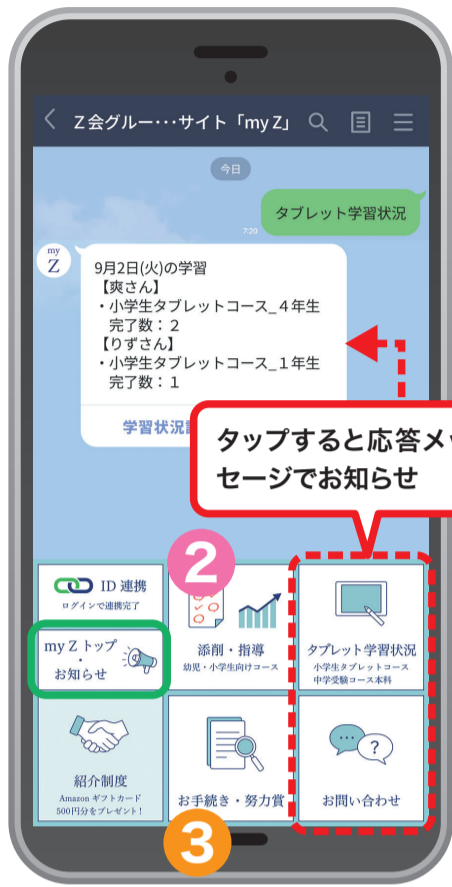 Z会グルー･･･サイト「my Z」
今日
タブレット学習状況
7:20
my
Z
9月2日(火)の学習
【爽さん】
・小学生タブレットコース_４年生
完了数：２
【りずさん】
・小学生タブレットコース_１年生
完了数：１
学習状況
タップすると応答メッ
セージでお知らせ
2
ID 連携
ログインで連携完了
my Z トップ
・
お知らせ
添削・指導
幼児・小学生向けコース
タブレット学習状況
小学生タブレットコース
中学受験コース本科
紹介制度
Amazon ギフトカード
500円分をプレゼント！
お手続き・努力賞
お問い合わせ
?
3